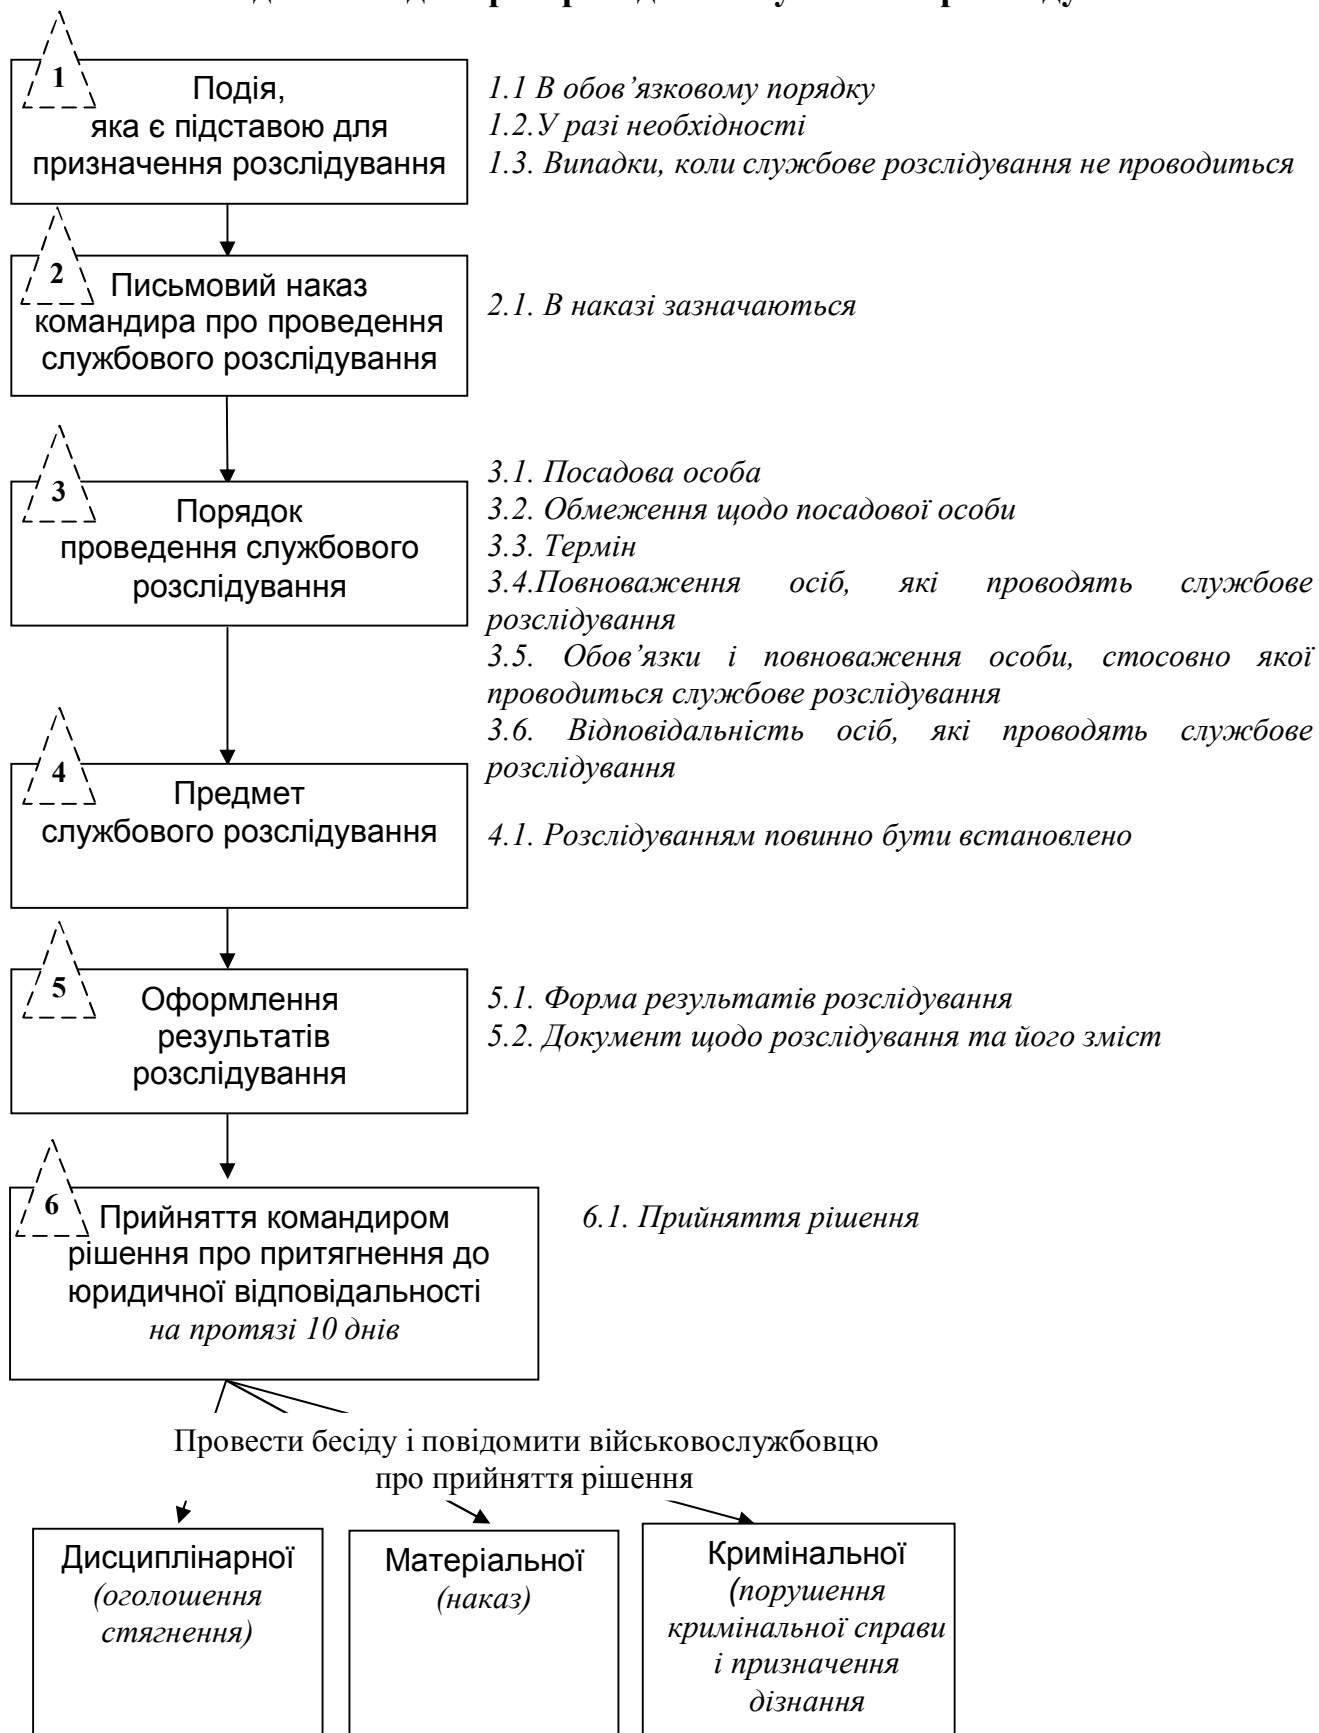 1
Подія,
яка є підставою для
призначення розслідування
1.1 В обов’язковому порядку
1.2.У разі необхідності
1.3. Випадки, коли службове розслідування не проводиться
2
Письмовий наказ
командира про проведення
службового розслідування
2.1. В наказі зазначаються
3
Порядок
проведення службового
розслідування
3.1. Посадова особа
3.2. Обмеження щодо посадової особи
3.3. Термін
3.4.Повноваження осіб, які проводять службове
розслідування
3.5. Обов’язки і повноваження особи, стосовно якої
проводиться службове розслідування
3.6. Відповідальність осіб, які проводять службове
розслідування
4
Предмет
службового розслідування
4.1. Розслідуванням повинно бути встановлено
5
Оформлення
результатів
розслідування
5.1. Форма результатів розслідування
5.2. Документ щодо розслідування та його зміст
6
Прийняття командиром
рішення про притягнення до
юридичної відповідальності
на протязі 10 днів
6.1. Прийняття рішення
Провести бесіду і повідомити військовослужбовцю
про прийняття рішення
Дисциплінарної
(оголошення
стягнення)
Матеріальної
(наказ)
Кримінальної
(порушення
кримінальної справи
і призначення
дізнання